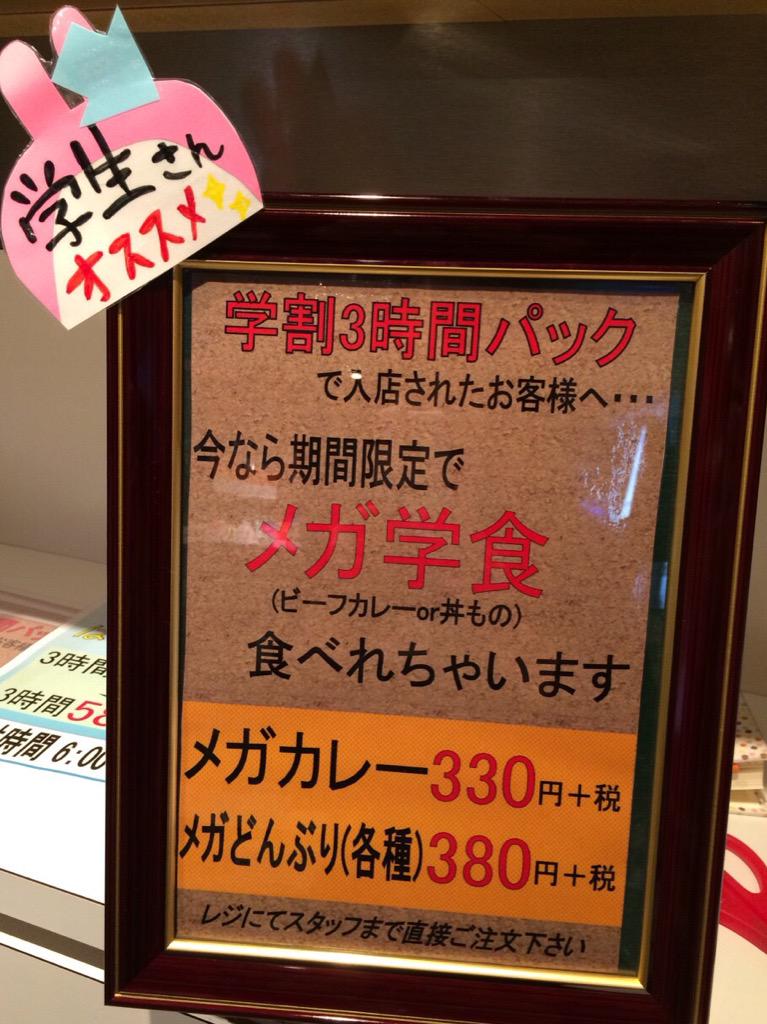 学生さん
オススメ
学割3時間パック
で入店されたお客様へ…
今なら期間限定で
メガ学食
(ビーフカレーor丼もの)
食べれちゃいます
メガカレー330円+税
メガどんぶり(各種)380円+税
レジにてスタッフまで直接ご注文下さい
3時間
3時間58
時間 6:00